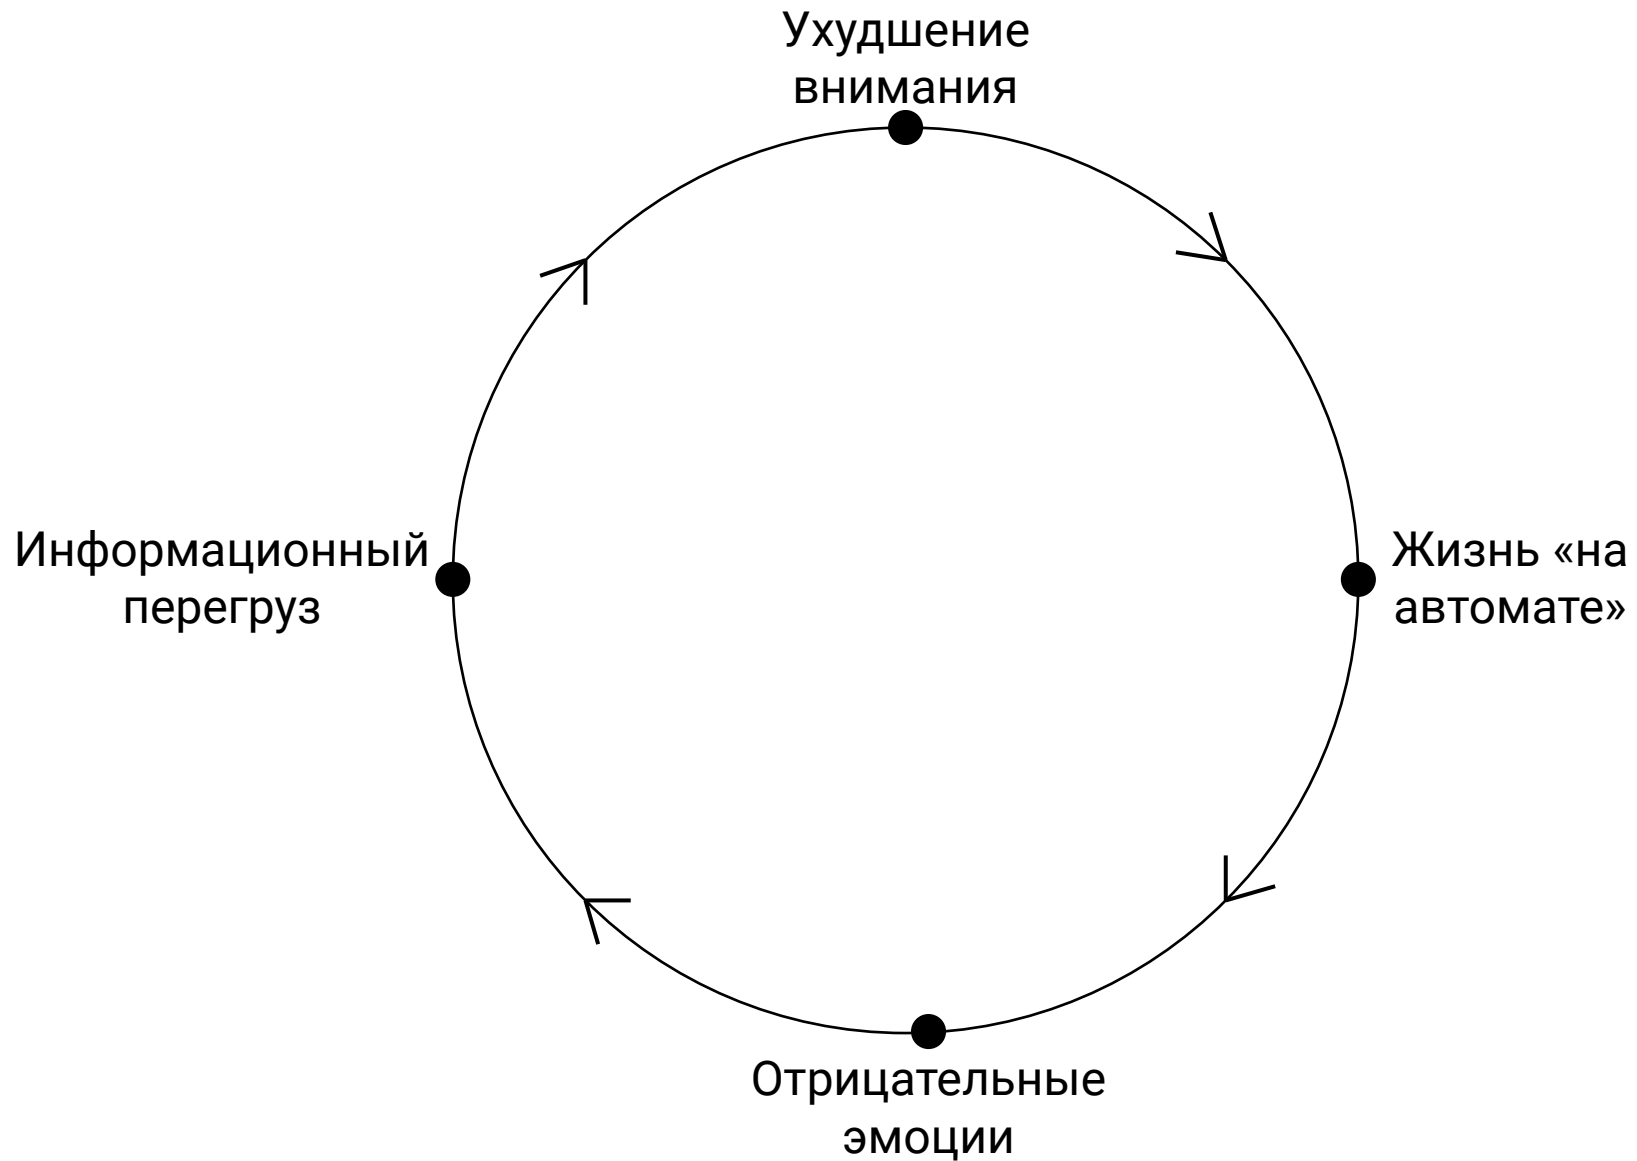 Ухудшение
внимания
Информационный
перегруз
Жизнь «на
автомате»
Отрицательные
эмоции